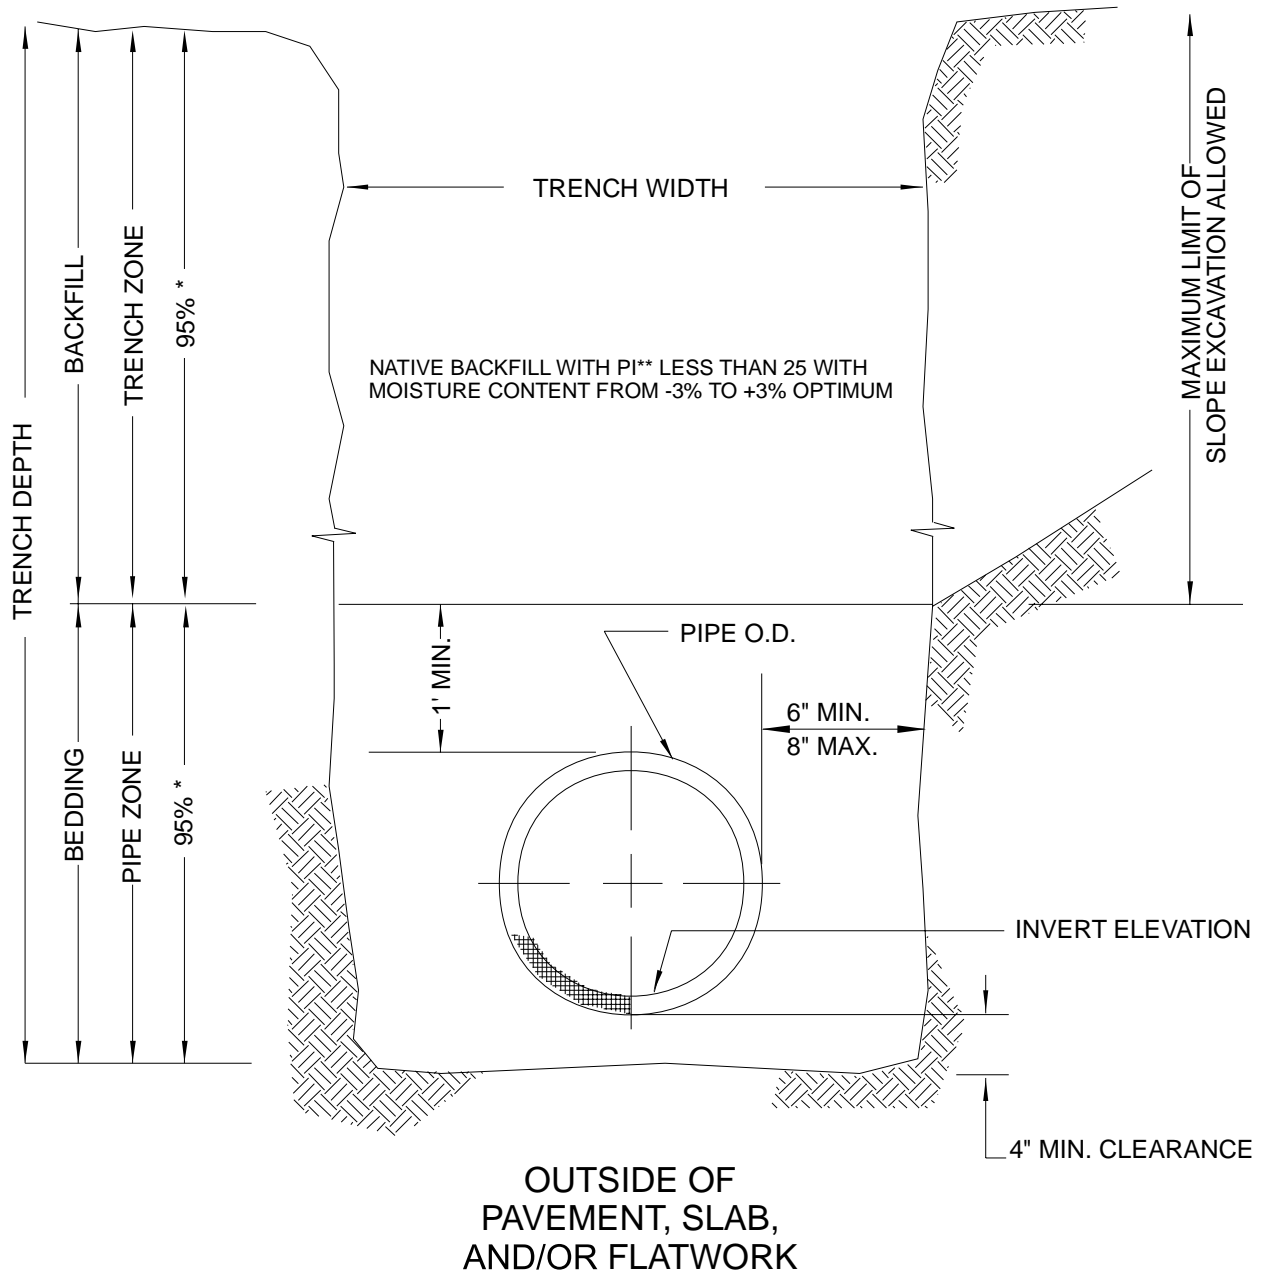 TRENCH DEPTH
BACKFILL
TRENCH ZONE
95% *
BEDDING
PIPE ZONE
95% *
TRENCH WIDTH
NATIVE BACKFILL WITH PI** LESS THAN 25 WITH
MOISTURE CONTENT FROM -3% TO +3% OPTIMUM
MAXIMUM LIMIT OF
SLOPE EXCAVATION ALLOWED
1' MIN.
PIPE O.D.
6" MIN.
8" MAX.
INVERT ELEVATION
4" MIN. CLEARANCE
OUTSIDE OF
PAVEMENT, SLAB,
AND/OR FLATWORK